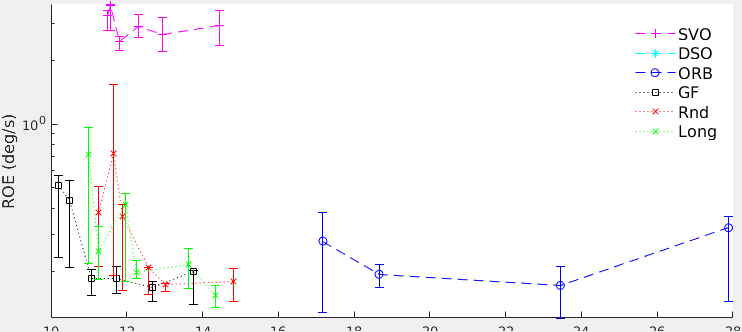 ROE (deg/s)
10^0
SVO
DSO
ORB
GF
Rnd
Long
10 12 14 16 18 20 22 24 26 28